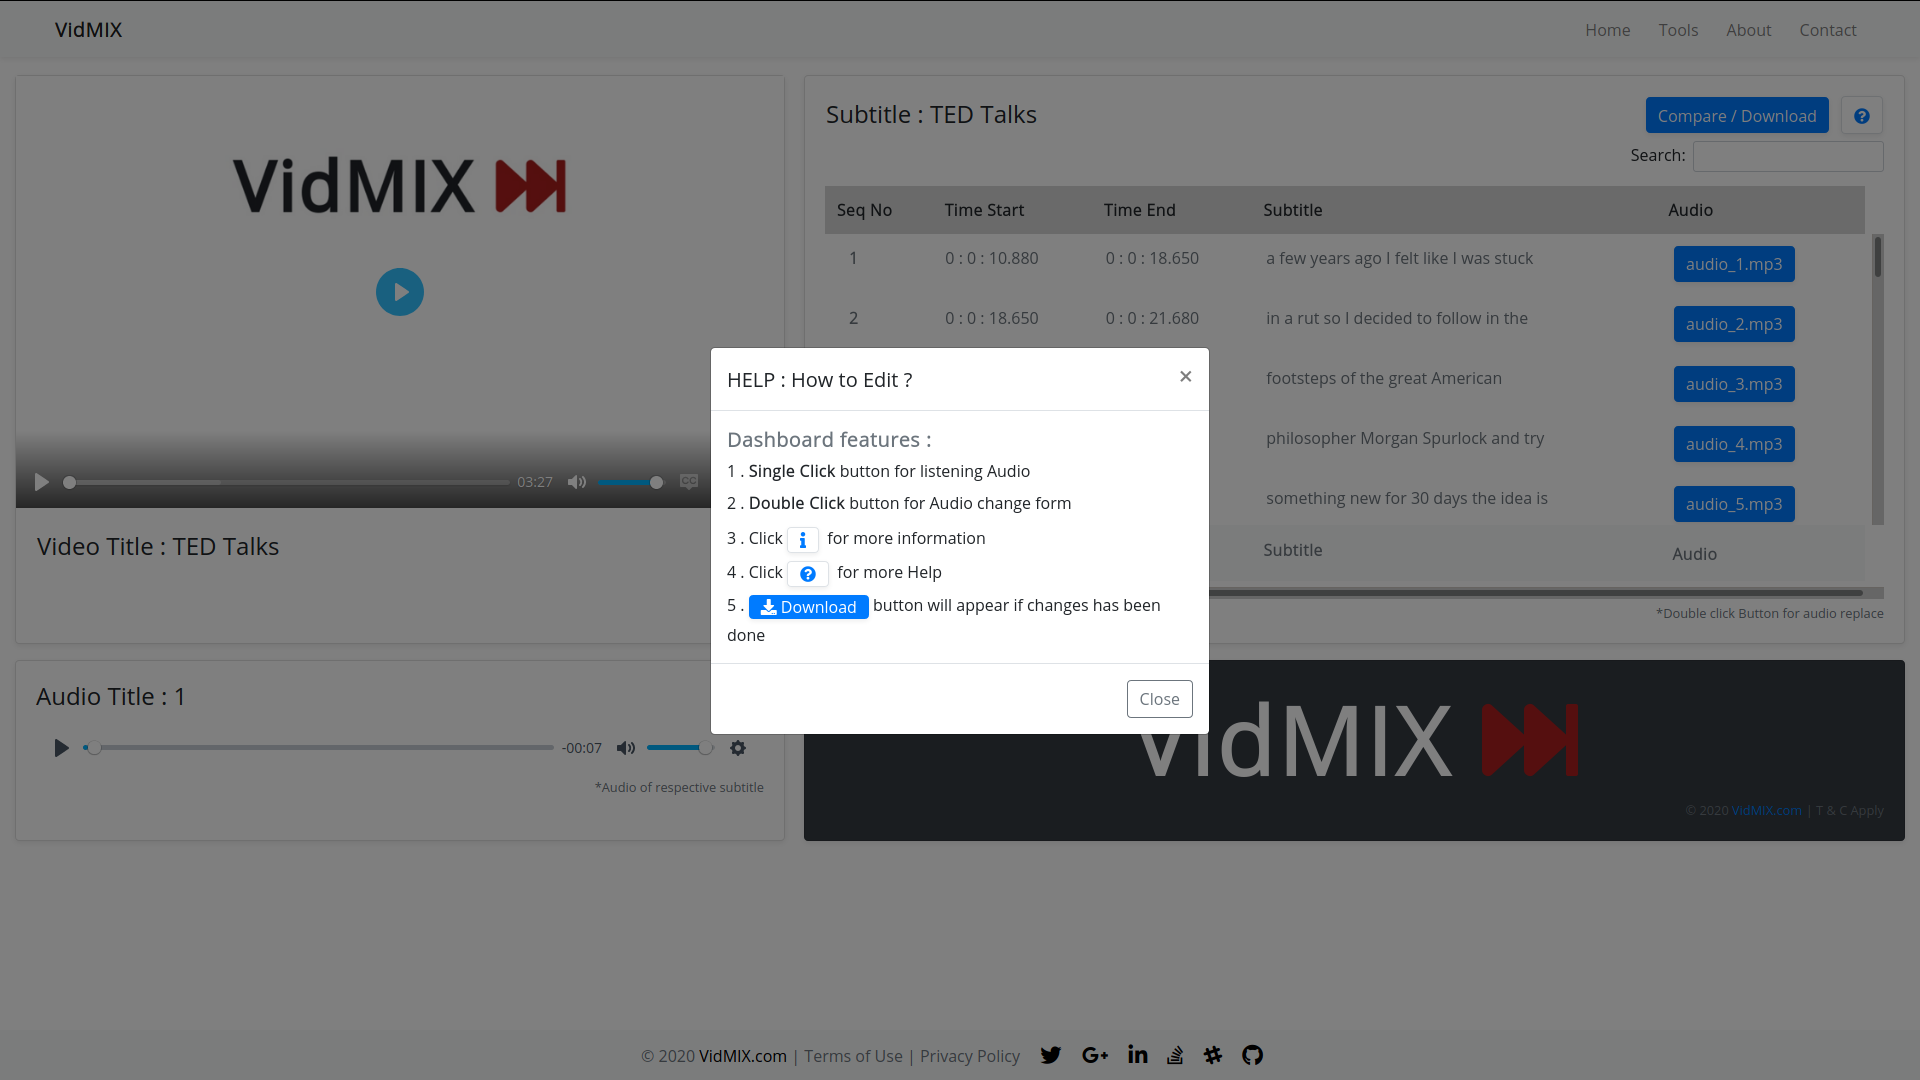 VidMIX
Home Tools About Contact
VidMIX
03:27
Video Title : TED Talks
Subtitle : TED Talks
Compare / Download
Search:
Seq No Time Start Time End Subtitle Audio
1 0 : 0 : 10.880 0 : 0 : 18.650 a few years ago I felt like I was stuck audio_1.mp3
2 0 : 0 : 18.650 0 : 0 : 21.680 in a rut so I decided to follow in the audio_2.mp3
footsteps of the great American audio_3.mp3
philosopher Morgan Spurlock and try audio_4.mp3
something new for 30 days the idea is audio_5.mp3
Subtitle Audio
*Double click Button for audio replace
HELP : How to Edit ?
×
Dashboard features :
1 . Single Click button for listening Audio
2 . Double Click button for Audio change form
3 . Click i for more information
4 . Click ? for more Help
5 . Download button will appear if changes has been
done
Close
Audio Title : 1
-00:07
*Audio of respective subtitle
VidMIX
© 2020 VidMIX.com | T & C Apply
© 2020 VidMIX.com | Terms of Use | Privacy Policy